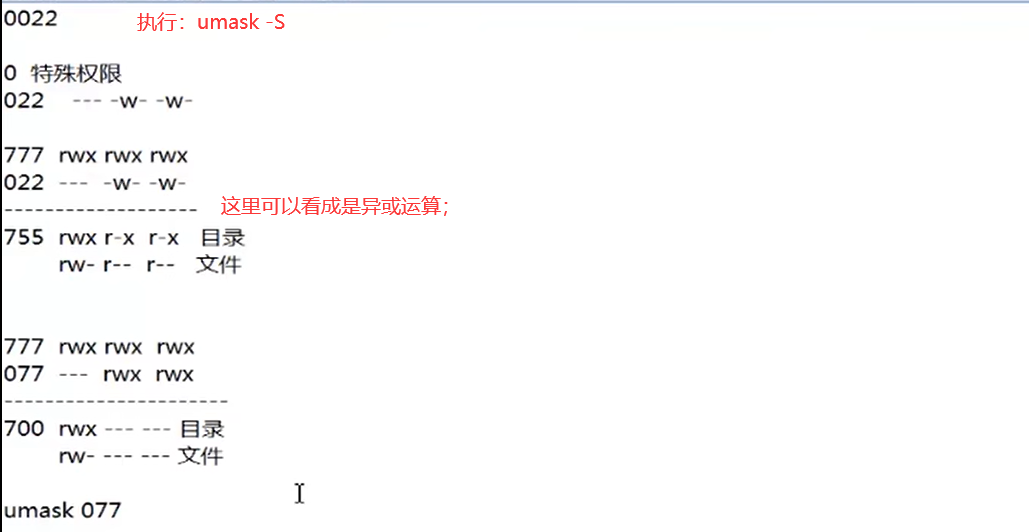 0022 执行：umask -S
0 特殊权限
022 --- -w- -w-
777 rwx rwx rwx
022 --- -w- -w-
------------------- 这里可以看成是异或运算；
755 rwx r-x r-x 目录
rw- r-- r-- 文件
777 rwx rwx rwx
077 --- rwx rwx
----------------------
700 rwx --- --- 目录
rw- --- --- 文件
umask 077